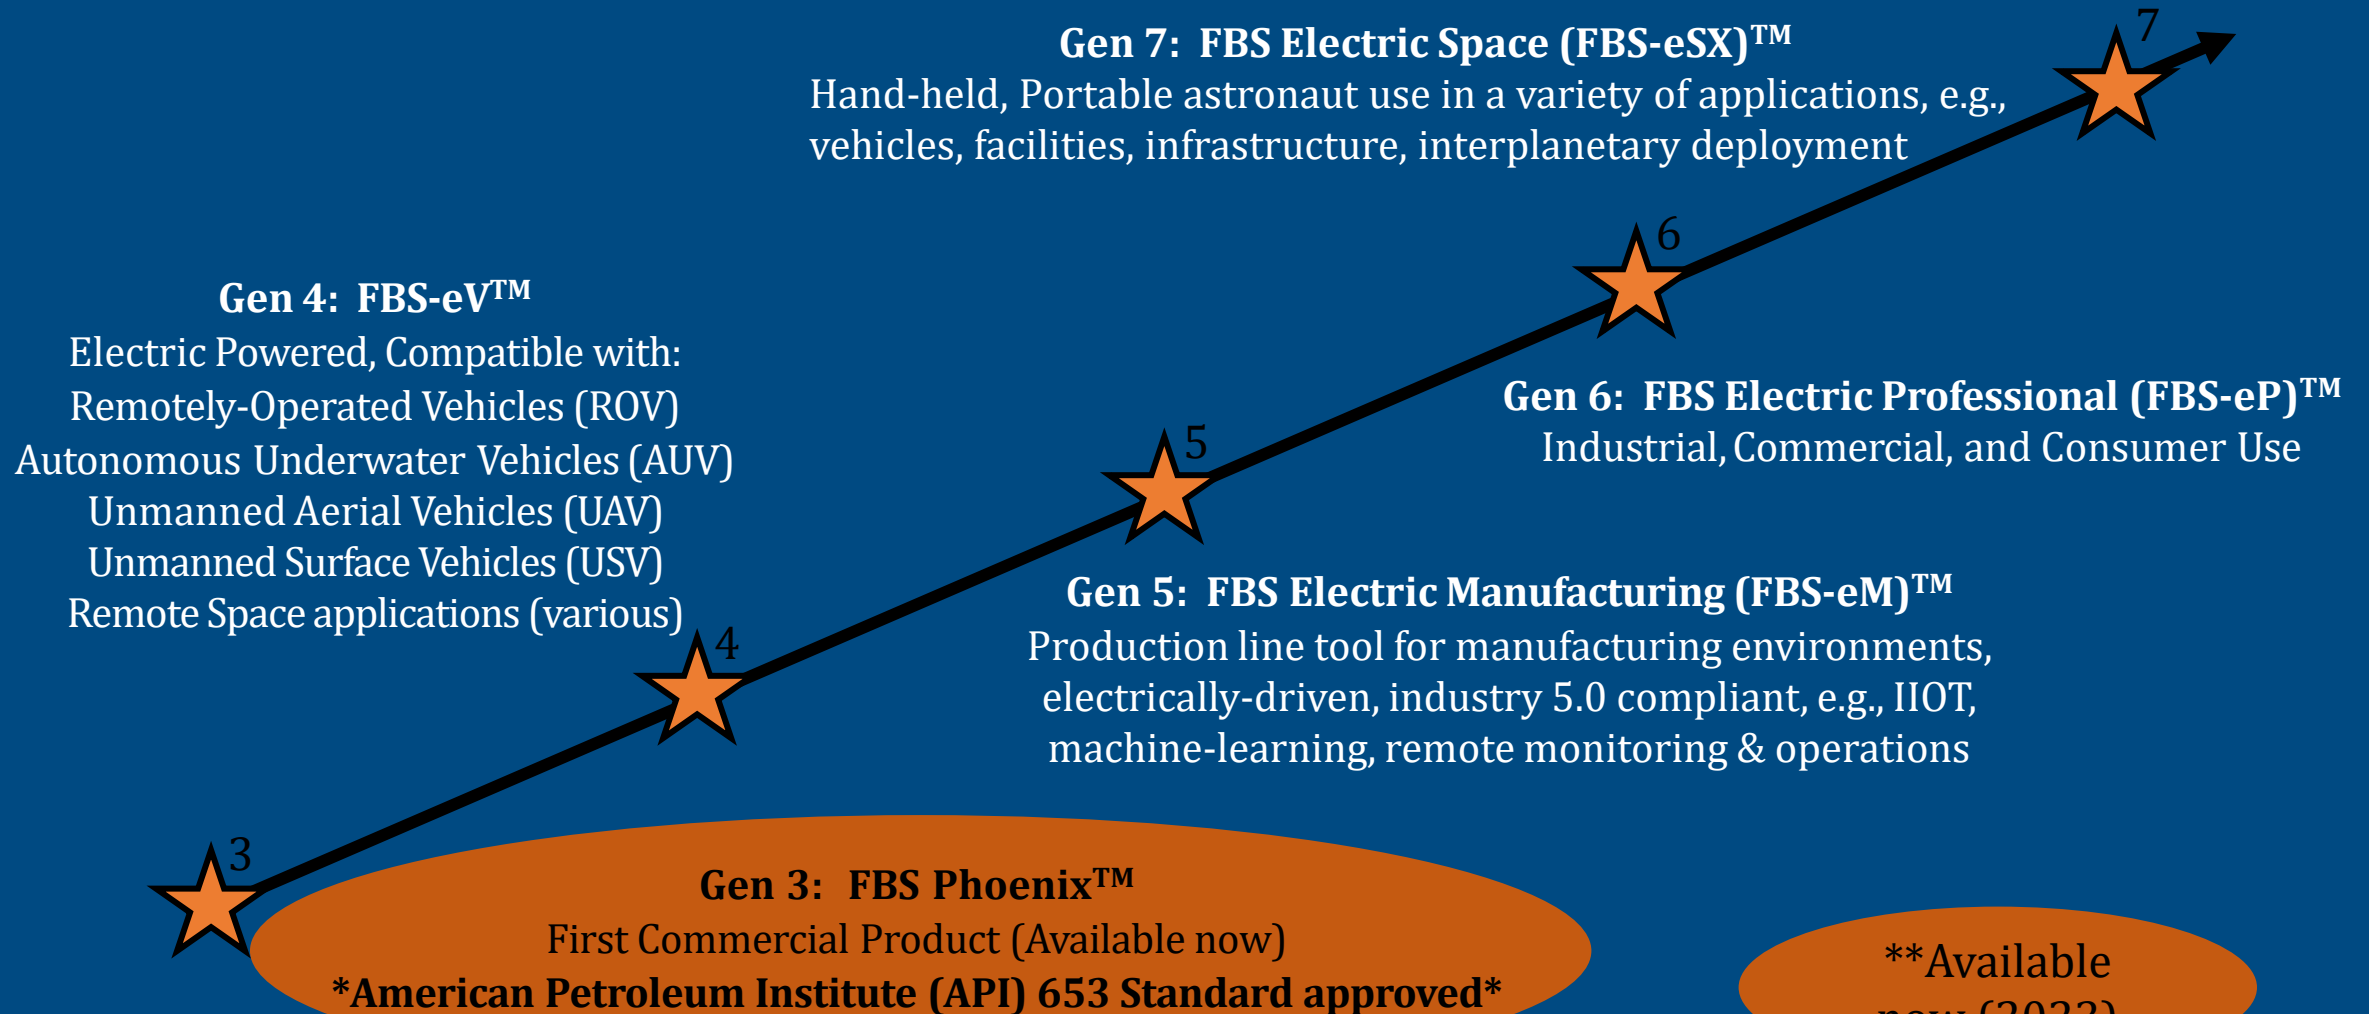 7
Gen 7: FBS Electric Space (FBS-eSX)™
Hand-held, Portable astronaut use in a variety of applications, e.g.,
vehicles, facilities, infrastructure, interplanetary deployment
6
Gen 4: FBS-eV™
Electric Powered, Compatible with:
Remotely-Operated Vehicles (ROV)
Autonomous Underwater Vehicles (AUV)
Unmanned Aerial Vehicles (UAV)
Unmanned Surface Vehicles (USV)
Remote Space applications (various)
Gen 6: FBS Electric Professional (FBS-eP)™
Industrial, Commercial, and Consumer Use
5
Gen 5: FBS Electric Manufacturing (FBS-eM)™
Production line tool for manufacturing environments,
electrically-driven, industry 5.0 compliant, e.g., IIOT,
machine-learning, remote monitoring & operations
4
3
Gen 3: FBS Phoenix™
First Commercial Product (Available now)
*American Petroleum Institute (API) 653 Standard approved*
**Available
now (2023)